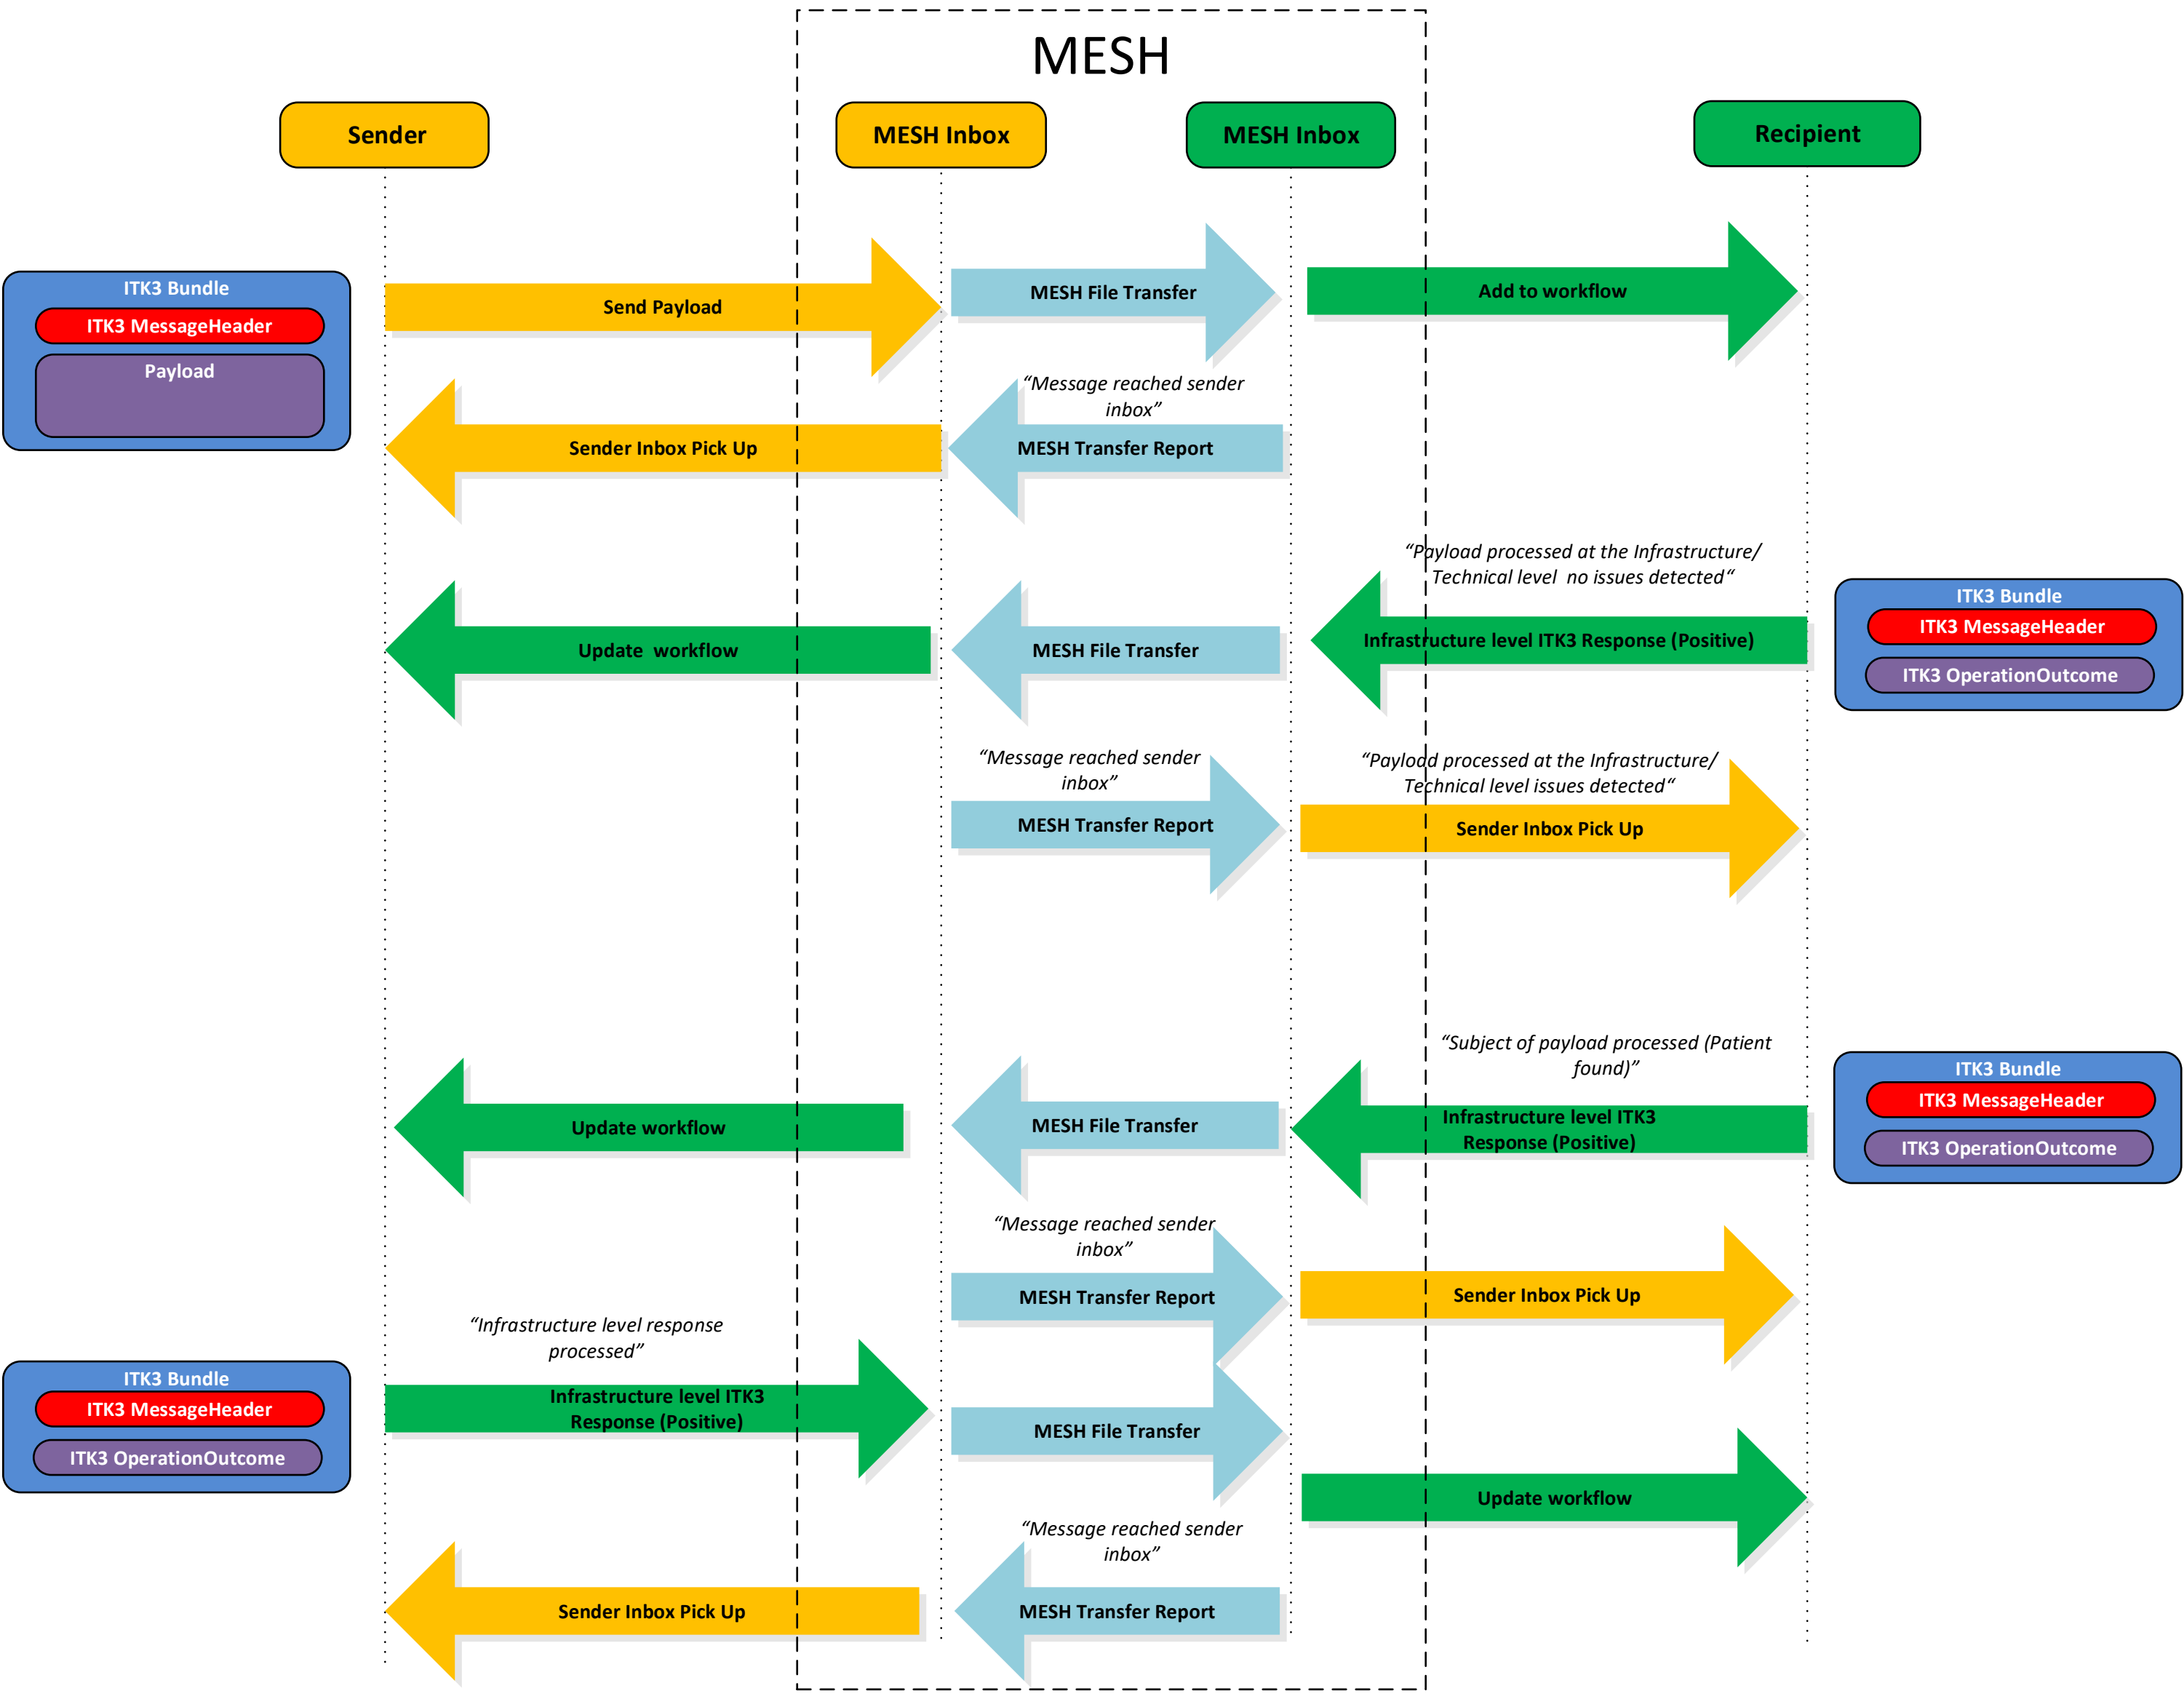 MESH
Sender
MESH Inbox
MESH Inbox
Recipient
ITK3 Bundle
ITK3 MessageHeader
Payload
Send Payload
MESH File Transfer
Add to workflow
“Message reached sender
inbox”
Sender Inbox Pick Up
MESH Transfer Report
“Payload processed at the Infrastructure/
Technical level  no issues detected“
Update  workflow
MESH File Transfer
Infrastructure level ITK3 Response (Positive)
ITK3 Bundle
ITK3 MessageHeader
ITK3 OperationOutcome
“Message reached sender
inbox”
“Payload processed at the Infrastructure/
Technical level issues detected“
MESH Transfer Report
Sender Inbox Pick Up
“Subject of payload processed (Patient
found)”
Update workflow
MESH File Transfer
Infrastructure level ITK3
Response (Positive)
ITK3 Bundle
ITK3 MessageHeader
ITK3 OperationOutcome
“Message reached sender
inbox”
MESH Transfer Report
Sender Inbox Pick Up
“Infrastructure level response
processed”
ITK3 Bundle
ITK3 MessageHeader
ITK3 OperationOutcome
Infrastructure level ITK3
Response (Positive)
MESH File Transfer
Update workflow
“Message reached sender
inbox”
Sender Inbox Pick Up
MESH Transfer Report